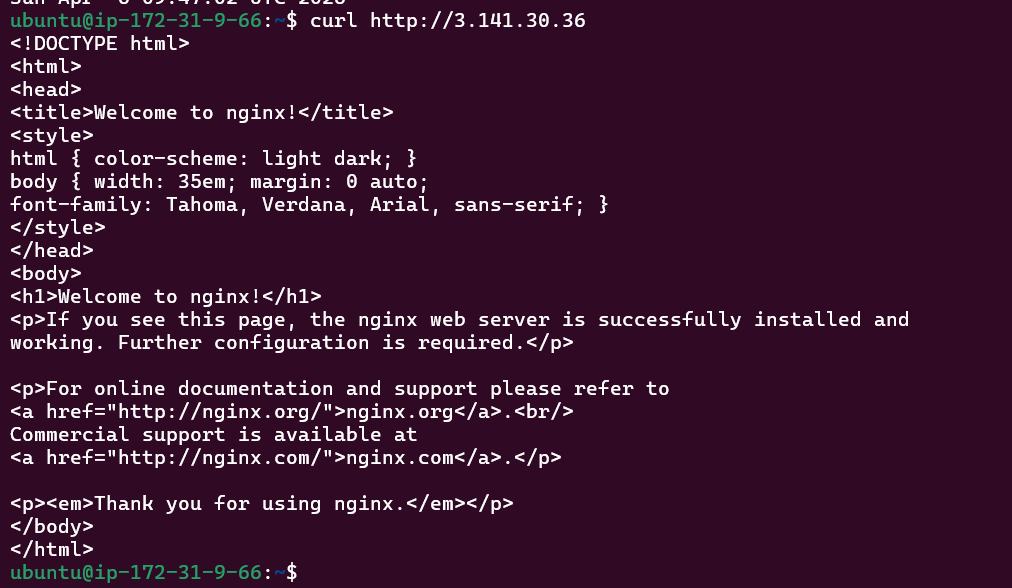 ubuntu@ip-172-31-9-66:~$ curl http://3.141.30.36
<!DOCTYPE html>
<html>
<head>
<title>Welcome to nginx!</title>
<style>
html { color-scheme: light dark; }
body { width: 35em; margin: 0 auto;
font-family: Tahoma, Verdana, Arial, sans-serif; }
</style>
</head>
<body>
<h1>Welcome to nginx!</h1>
<p>If you see this page, the nginx web server is successfully installed and
working. Further configuration is required.</p>

<p>For online documentation and support please refer to
<a href="http://nginx.org/">nginx.org</a>.<br/>
Commercial support is available at
<a href="http://nginx.com/">nginx.com</a>.</p>

<p><em>Thank you for using nginx.</em></p>
</body>
</html>
ubuntu@ip-172-31-9-66:~$